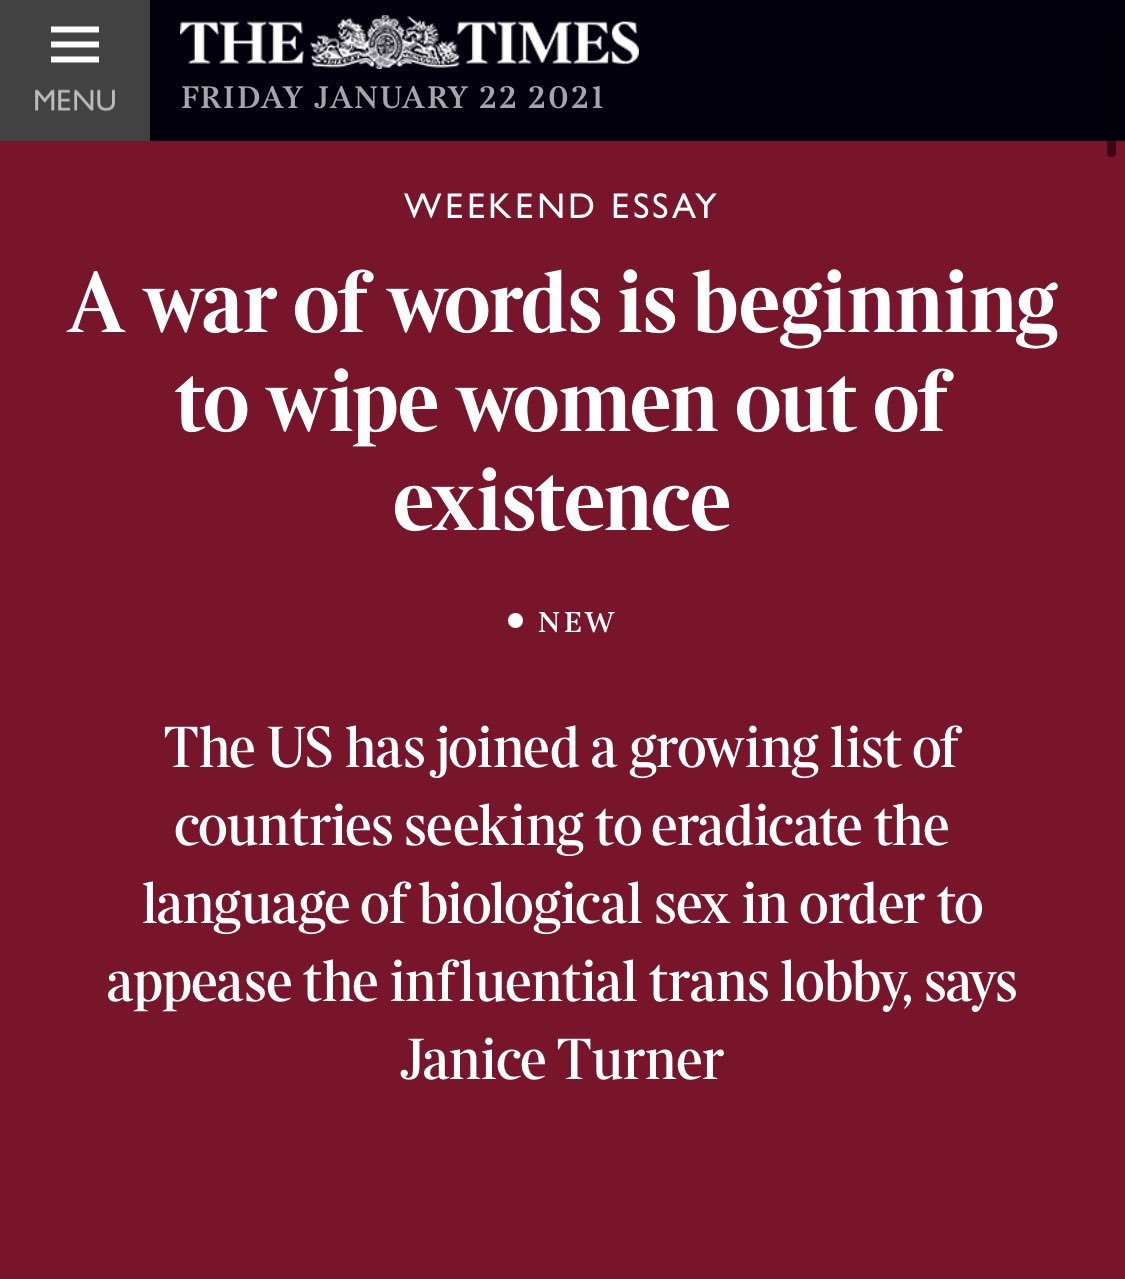 THE TIMES
MENU
FRIDAY JANUARY 22 2021
WEEKEND ESSAY
A war of words is beginning
to wipe women out of
existence
• NEW
The US has joined a growing list of
countries seeking to eradicate the
language of biological sex in order to
appease the influential trans lobby, says
Janice Turner